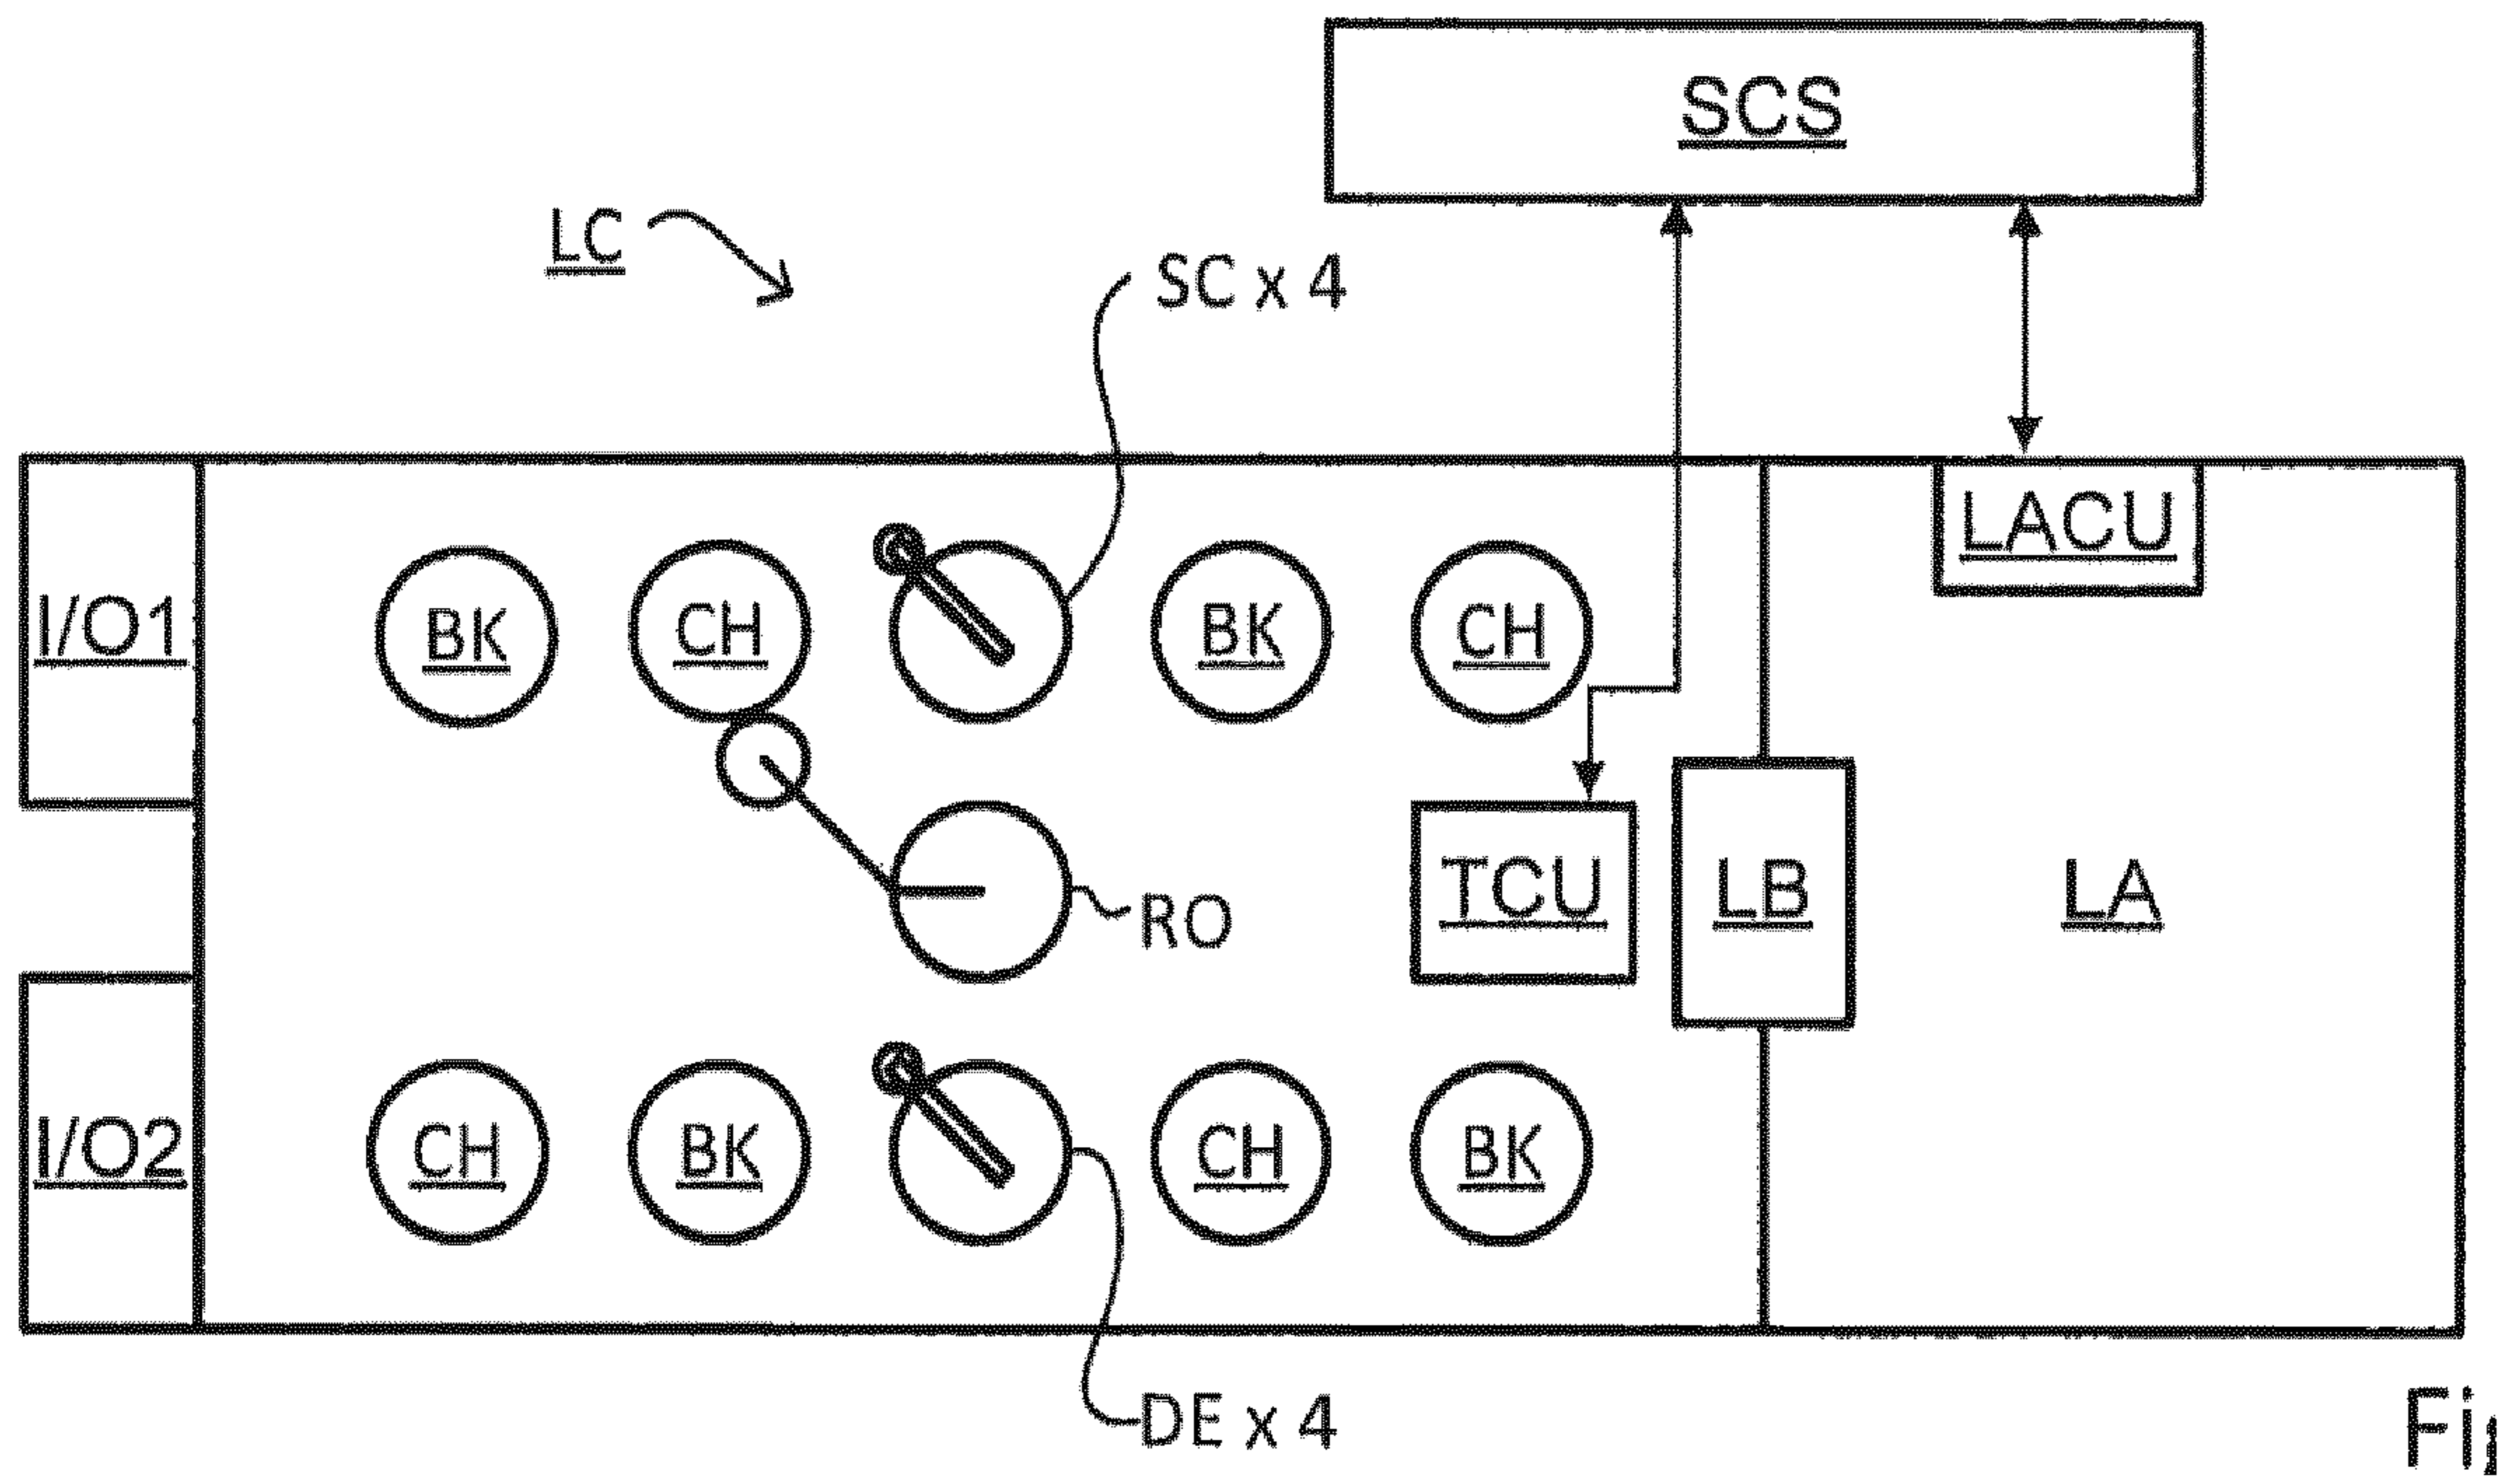 SCS
LC
SC x 4
LACU
I/O1
BK
CH
BK
CH
TCU
LB
LA
RO
I/O2
CH
BK
CH
BK
DE x 4